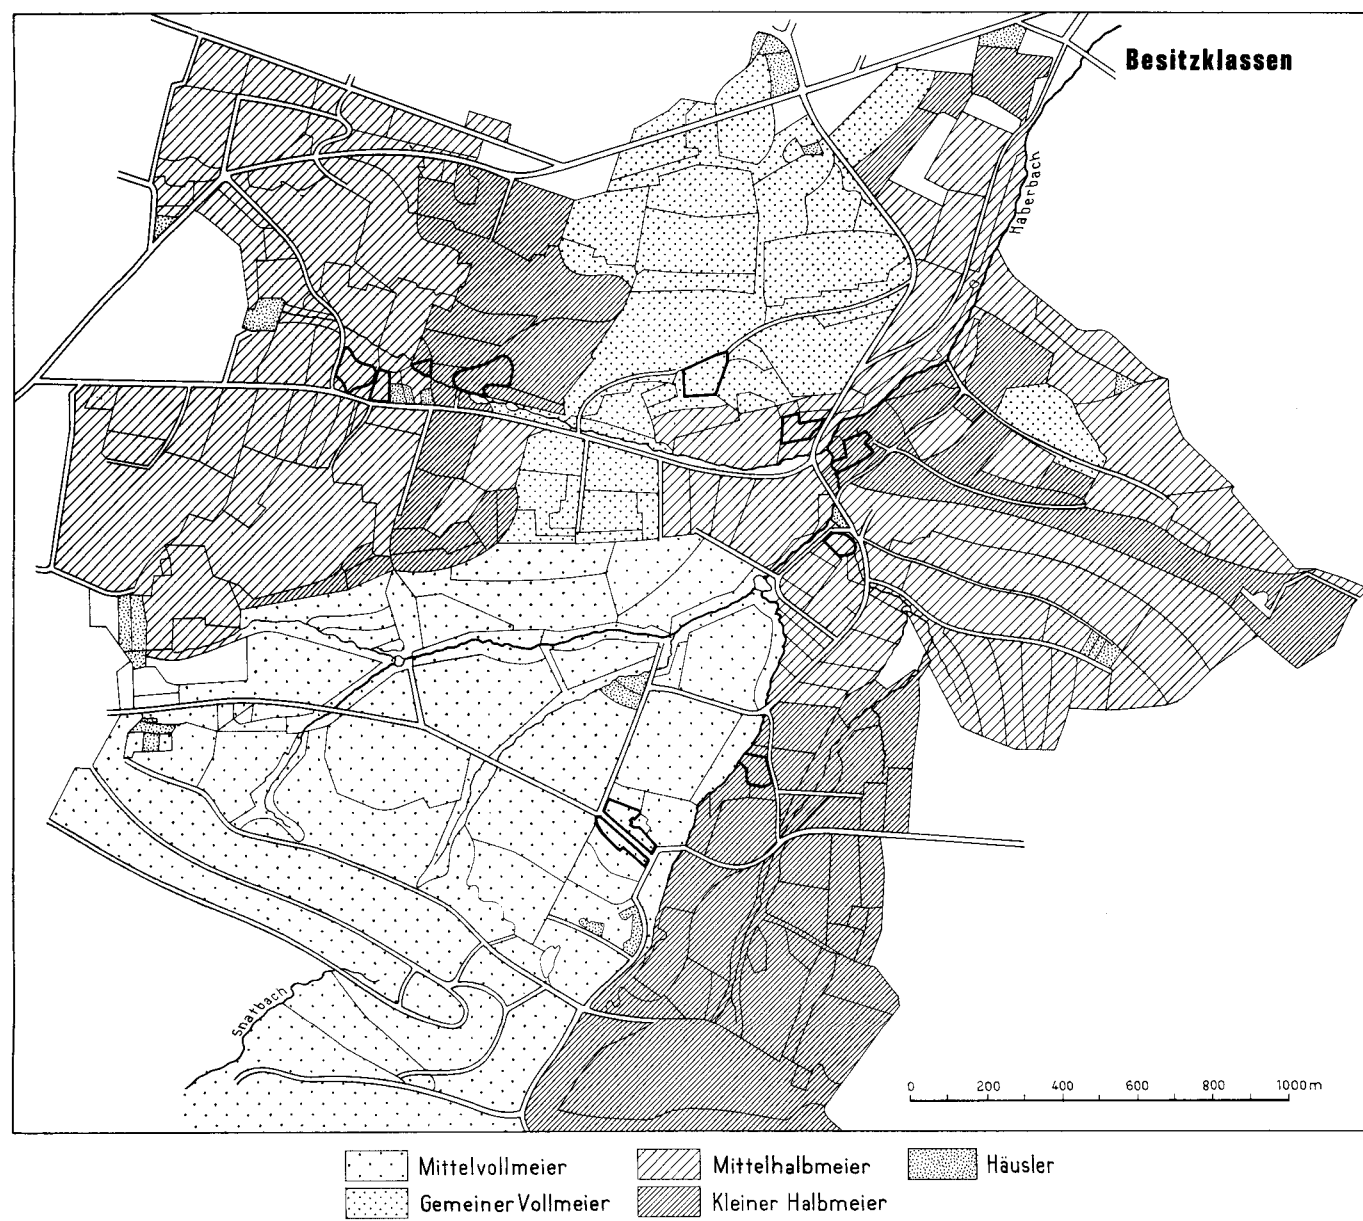 Besitzklassen
Haberbach
Snatbach
0 200 400 600 800 1000m
Mittelvollmeier
Mittelhalbmeier
Häusler
Gemeiner Vollmeier
Kleiner Halbmeier